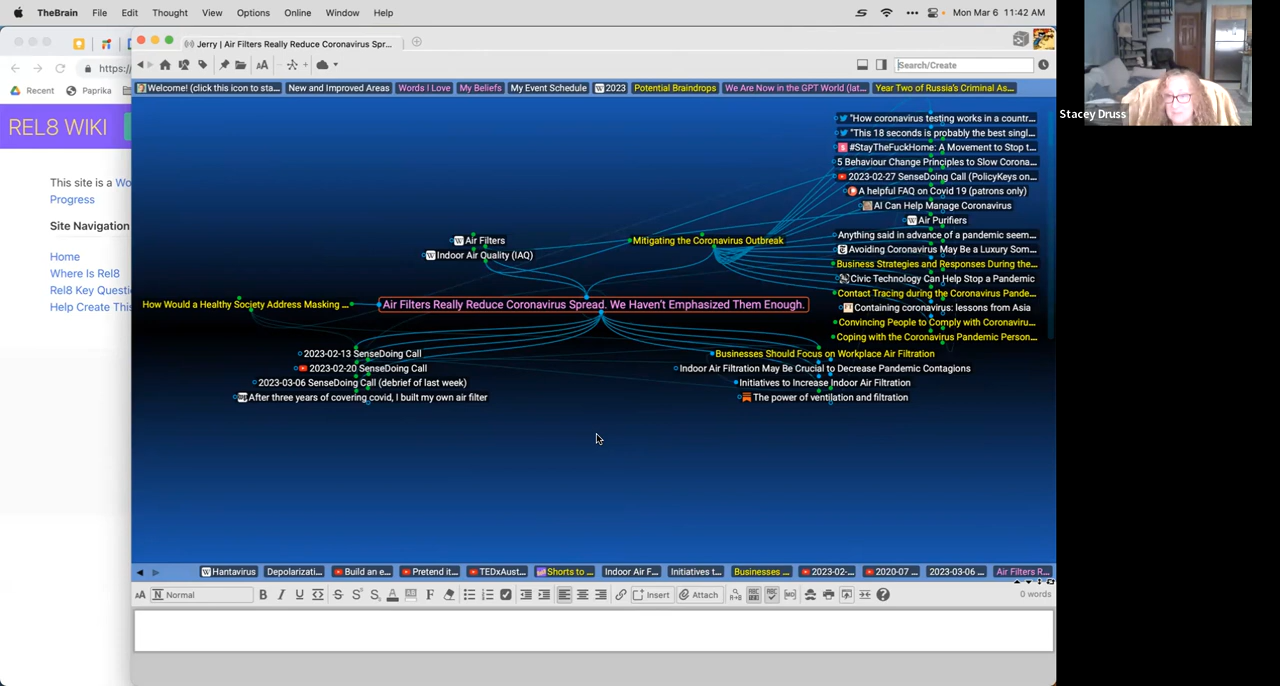 TheBrain File Edit Thought View Options Online Window Help
Mon Mar 6 11:42 AM
Jerry | Air Filters Really Reduce Coronavirus Spr...
https:/
Search/Create
Recent Paprika
Welcome! (click this icon to sta... New and Improved Areas Words I Love My Beliefs My Event Schedule 2023 Potential Braindrops We Are Now in the GPT World (lat... Year Two of Russia's Criminal As...
REL8 WIKI
Stacey Druss
"How coronavirus testing works in a countr...
"This 18 seconds is probably the best singl...
#StayTheFuckHome: A Movement to Stop t...
5 Behaviour Change Principles to Slow Corona...
2023-02-27 SenseDoing Call (PolicyKeys on...
A helpful FAQ on Covid 19 (patrons only)
AI Can Help Manage Coronavirus
Air Purifiers
Anything said in advance of a pandemic seem...
Avoiding Coronavirus May Be a Luxury Som...
Business Strategies and Responses During the...
Civic Technology Can Help Stop a Pandemic
Contact Tracing during the Coronavirus Pande...
Containing coronavirus: lessons from Asia
Convincing People to Comply with Coronaviru...
Coping with the Coronavirus Pandemic Person...
This site is a Wo
Progress
Site Navigation
Home
Where Is Rel8
Rel8 Key Questi
Help Create This
Air Filters
Indoor Air Quality (IAQ)
Mitigating the Coronavirus Outbreak
How Would a Healthy Society Address Masking ...
Air Filters Really Reduce Coronavirus Spread. We Haven't Emphasized Them Enough.
2023-02-13 SenseDoing Call
2023-02-20 SenseDoing Call
2023-03-06 SenseDoing Call (debrief of last week)
After three years of covering covid, I built my own air filter
Businesses Should Focus on Workplace Air Filtration
Indoor Air Filtration May Be Crucial to Decrease Pandemic Contagions
Initiatives to Increase Indoor Air Filtration
The power of ventilation and filtration
Hantavirus Depolarizati... Build an e... Pretend it... TEDxAust... Shorts to ... Indoor Air F... Initiatives t... Businesses ... 2023-02-... 2020-07 ... 2023-03-06 ... Air Filters R...
Normal B I U Insert Attach 0 words